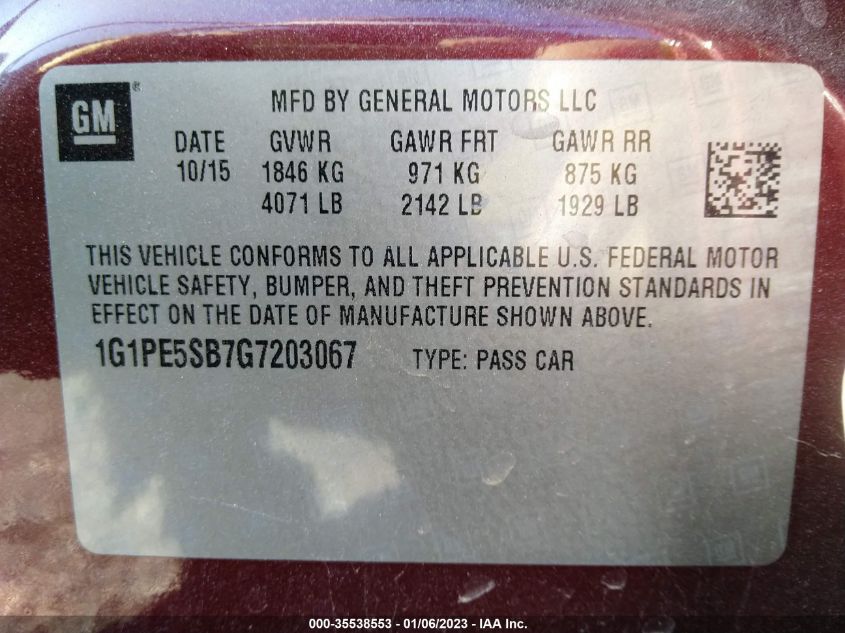 GM®
MFD BY GENERAL MOTORS LLC
DATE GVWR GAWR FRT GAWR RR
10/15 1846 KG 971 KG 875 KG
4071 LB 2142 LB 1929 LB
THIS VEHICLE CONFORMS TO ALL APPLICABLE U.S. FEDERAL MOTOR
VEHICLE SAFETY, BUMPER, AND THEFT PREVENTION STANDARDS IN
EFFECT ON THE DATE OF MANUFACTURE SHOWN ABOVE.
1G1PE5SB7G7203067 TYPE: PASS CAR
000-35538553 - 01/06/2023 - IAA Inc.